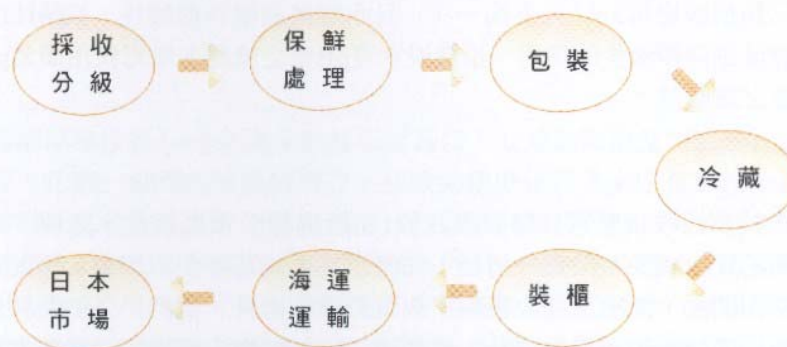 採收
分級
保鮮
處理
包裝
冷藏
裝櫃
海運
運輸
日本
市場